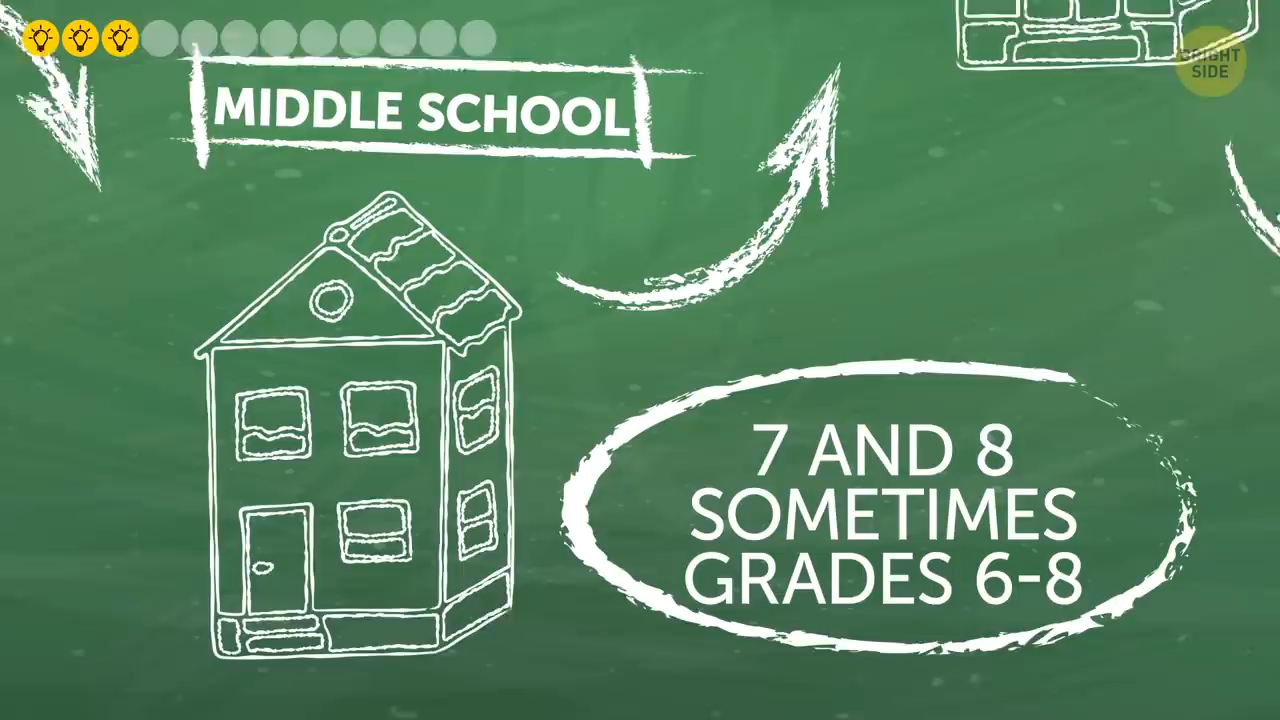 MIDDLE SCHOOL
BRIGHT
SIDE
7 AND 8
SOMETIMES
GRADES 6-8